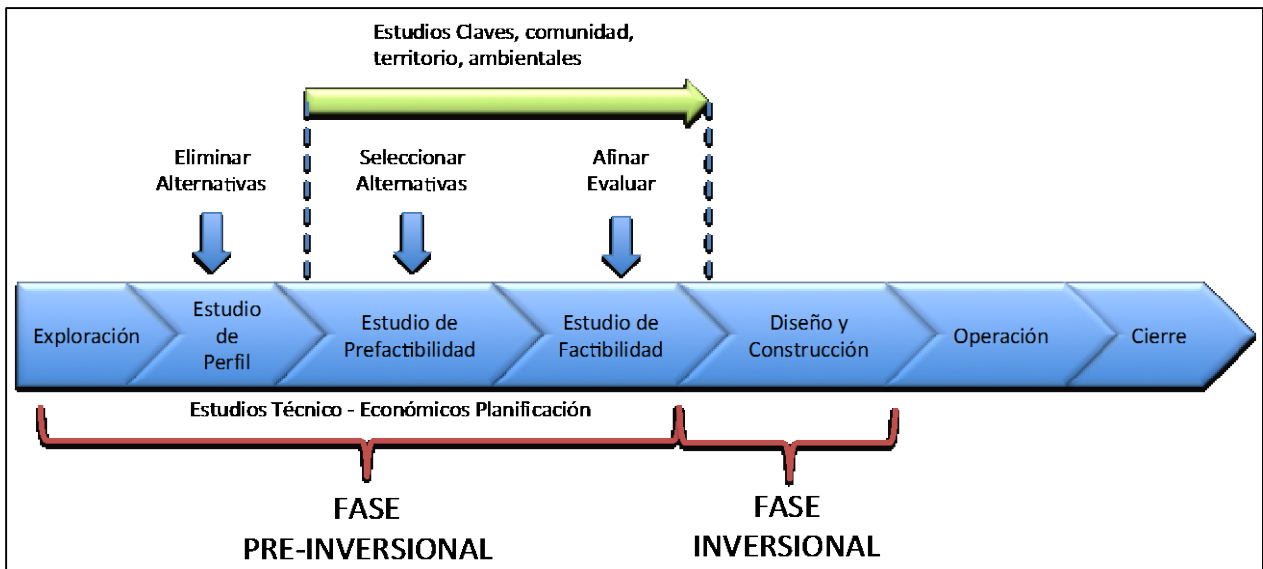 Estudios Claves, comunidad,
territorio, ambientales
Eliminar
Alternativas
Seleccionar
Alternativas
Afinar
Evaluar
Exploración
Estudio
de
Perfil
Estudio de
Prefactibilidad
Estudio de
Factibilidad
Diseño y
Construcción
Operación
Cierre
Estudios Técnico - Económicos Planificación
FASE
PRE-INVERSIONAL
FASE
INVERSIONAL